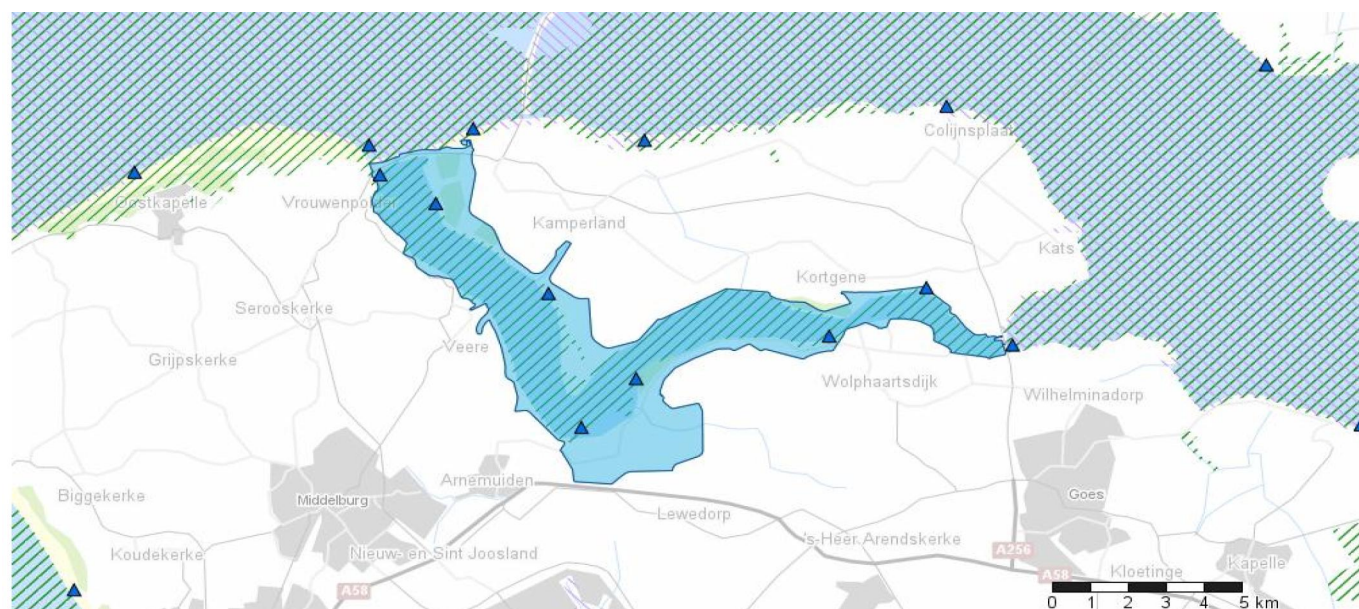 Colijnsplaat
Oostkapelle
Vrouwenpolder
Kamperland
Kats
Kortgene
Serooskerke
Veere
Grijpskerke
Wolphaartsdijk
Wilhelminadorp
Arnemuiden
Biggekerke
Middelburg
Goes
Lewedorp
's-Heer Arendskerke
Koudekerke
Nieuw- en Sint Joosland
A256
Kapelle
A58
A58
Kloetinge
0 1 2 3 4 5 km